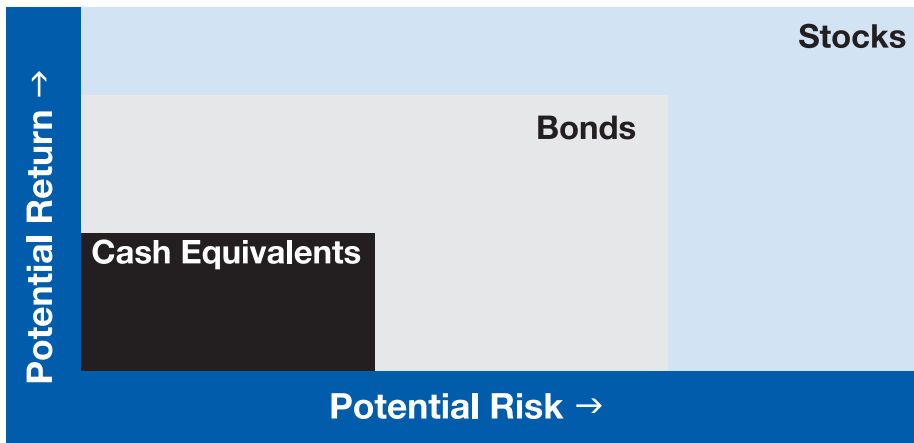 Stocks
Bonds
Cash Equivalents
Potential Return →
Potential Risk →